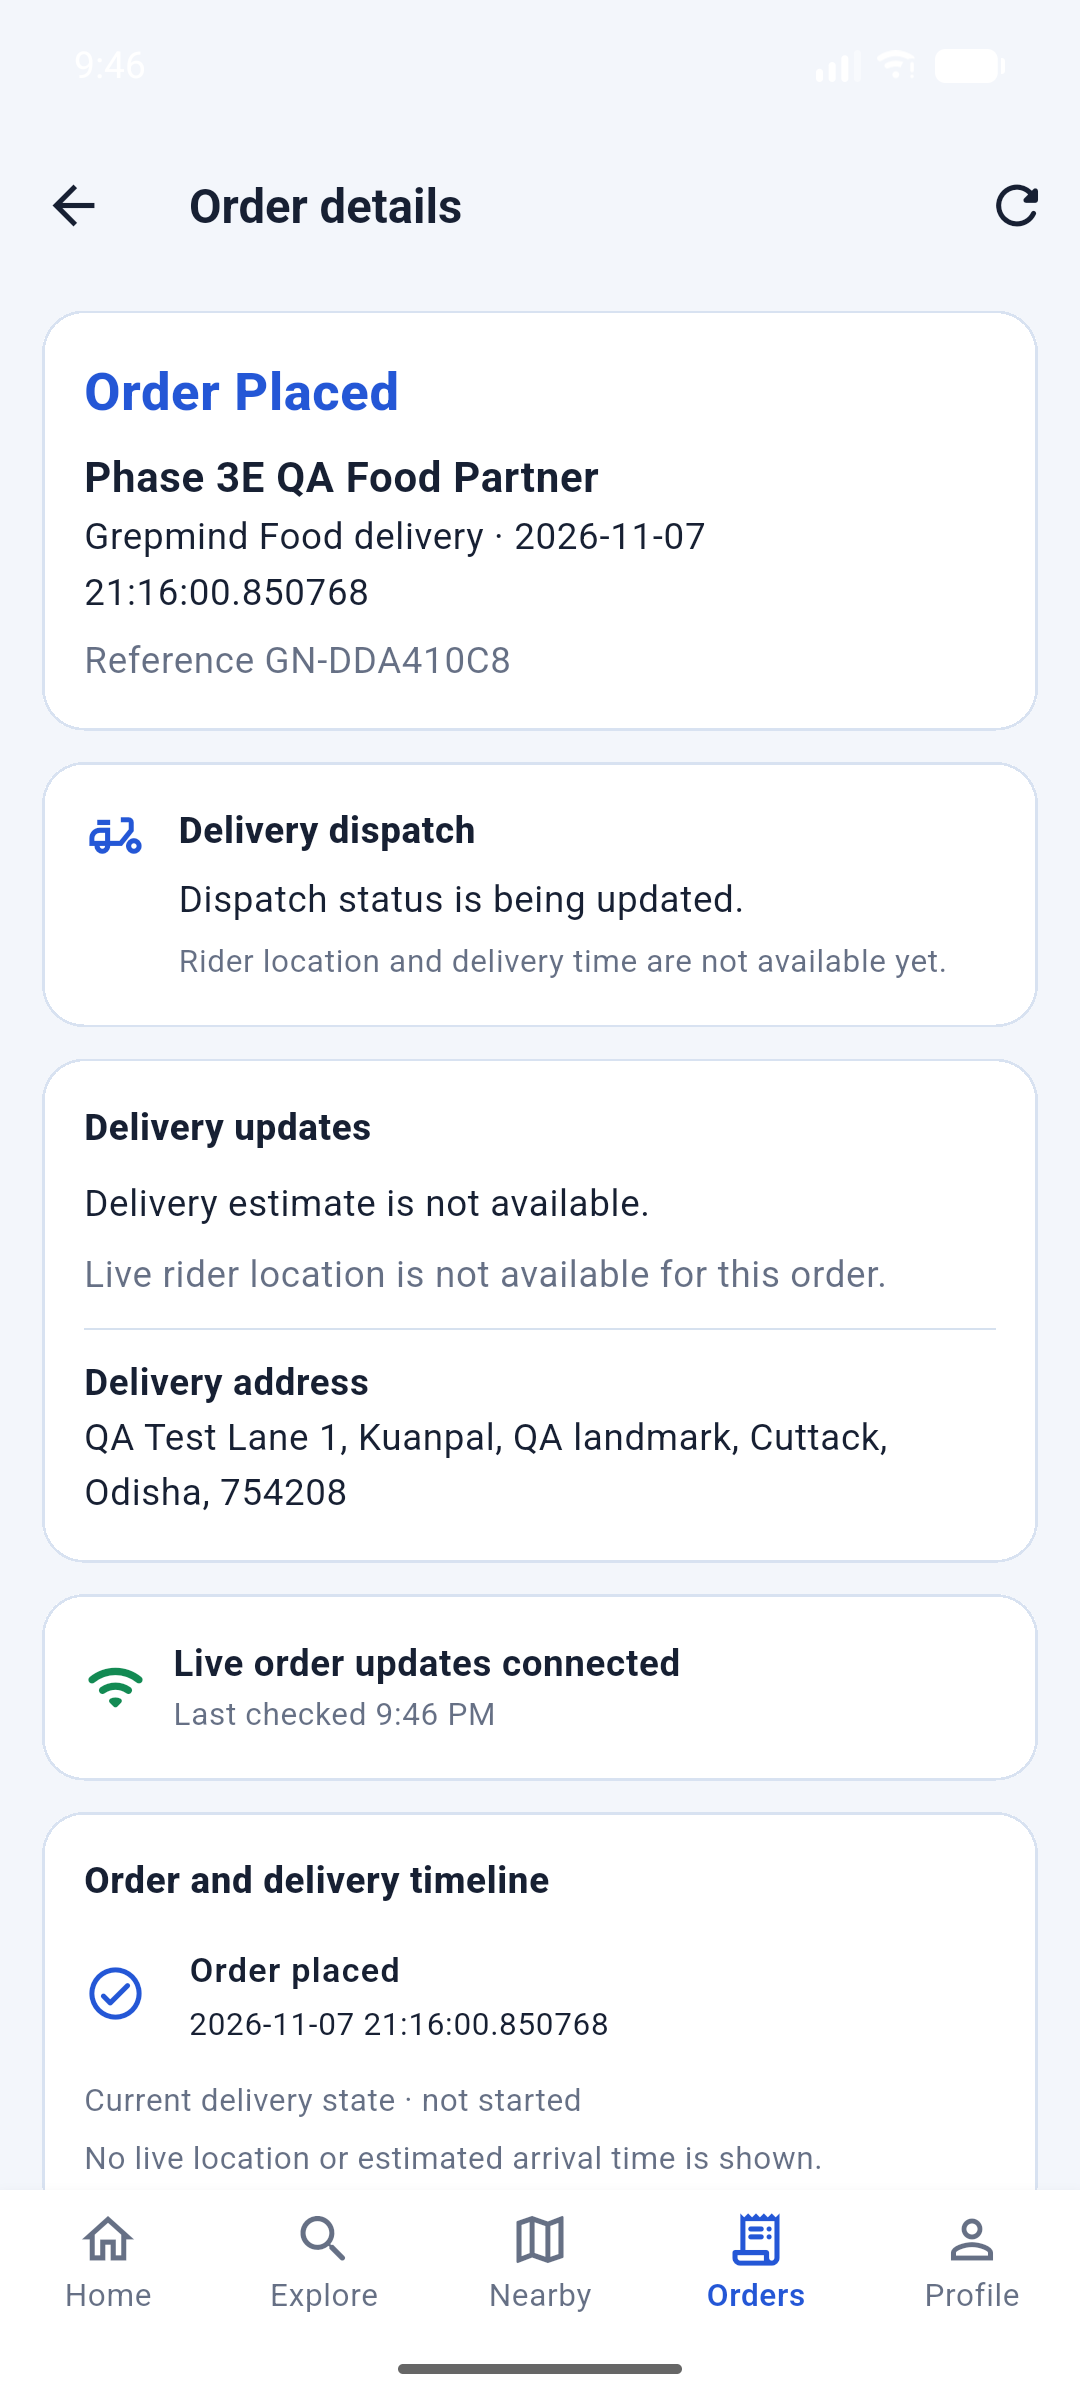 9:46
Order details
Order Placed
Phase 3E QA Food Partner
Grepmind Food delivery · 2026-11-07
21:16:00.850768
Reference GN-DDA410C8
Delivery dispatch
Dispatch status is being updated.
Rider location and delivery time are not available yet.
Delivery updates
Delivery estimate is not available.
Live rider location is not available for this order.
Delivery address
QA Test Lane 1, Kuanpal, QA landmark, Cuttack,
Odisha, 754208
Live order updates connected
Last checked 9:46 PM
Order and delivery timeline
Order placed
2026-11-07 21:16:00.850768
Current delivery state · not started
No live location or estimated arrival time is shown.
Home
Explore
Nearby
Orders
Profile